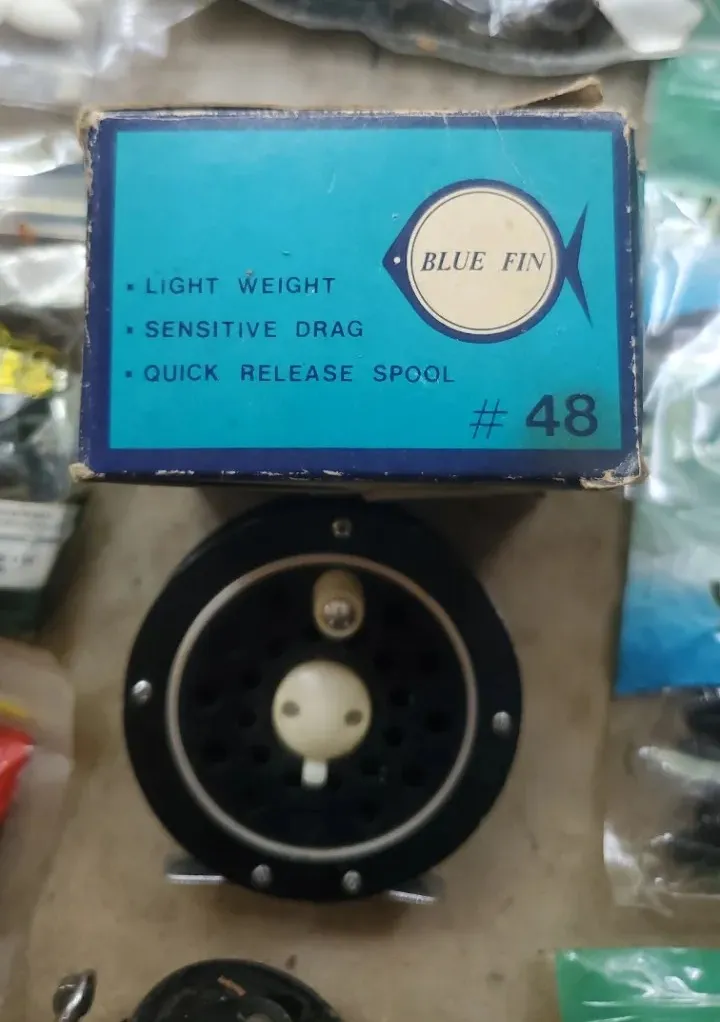 BLUE FIN
▪ LIGHT WEIGHT
▪ SENSITIVE DRAG
▪ QUICK RELEASE SPOOL
# 48